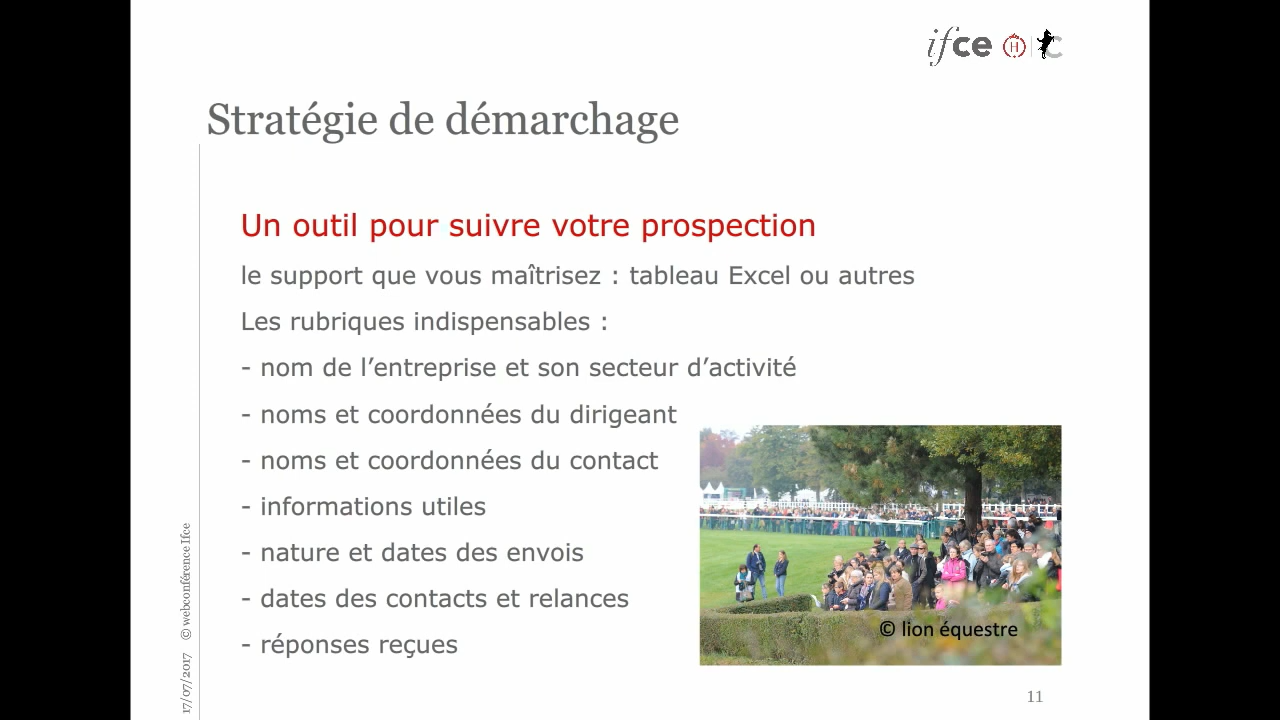 ifce
H
Stratégie de démarchage
Un outil pour suivre votre prospection
le support que vous maîtrisez : tableau Excel ou autres
Les rubriques indispensables :
- nom de l’entreprise et son secteur d’activité
- noms et coordonnées du dirigeant
- noms et coordonnées du contact
- informations utiles
- nature et dates des envois
- dates des contacts et relances
- réponses reçues
© lion équestre
17/07/2017 © webconférence Ifce
11